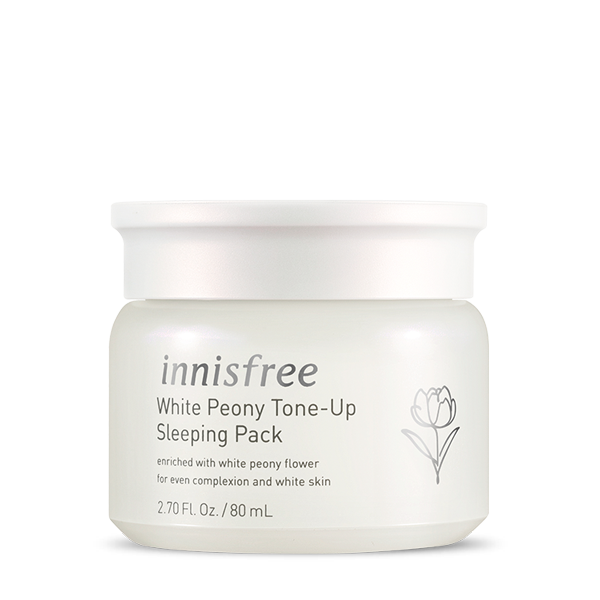 innisfree
White Peony Tone-Up
Sleeping Pack
enriched with white peony flower
for even complexion and white skin
2.70 Fl. Oz. / 80 mL